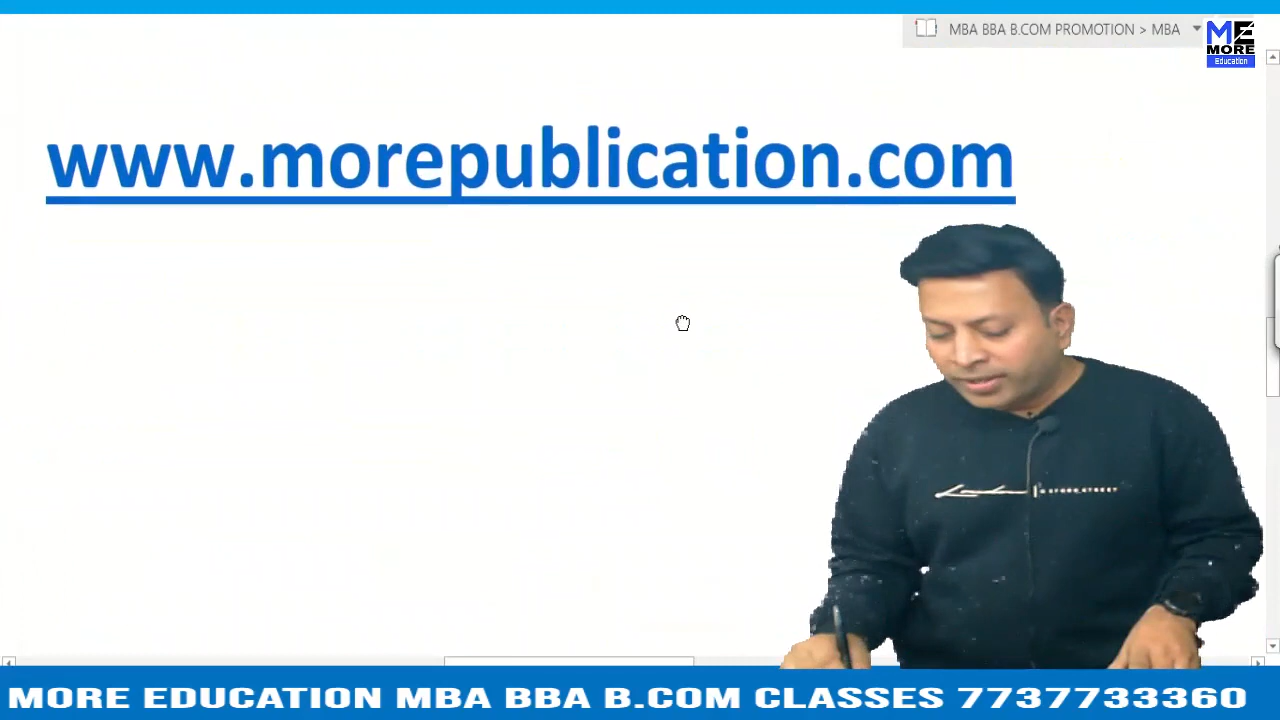 MBA BBA B.COM PROMOTION > MBA
ME
MORE
Education
www.morepublication.com
MORE EDUCATION MBA BBA B.COM CLASSES 7737733360